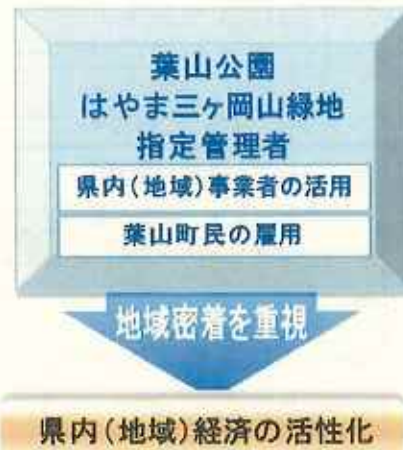 葉山公園
はやま三ヶ岡山緑地
指定管理者
県内(地域)事業者の活用
葉山町民の雇用
地域密着を重視
県内(地域)経済の活性化